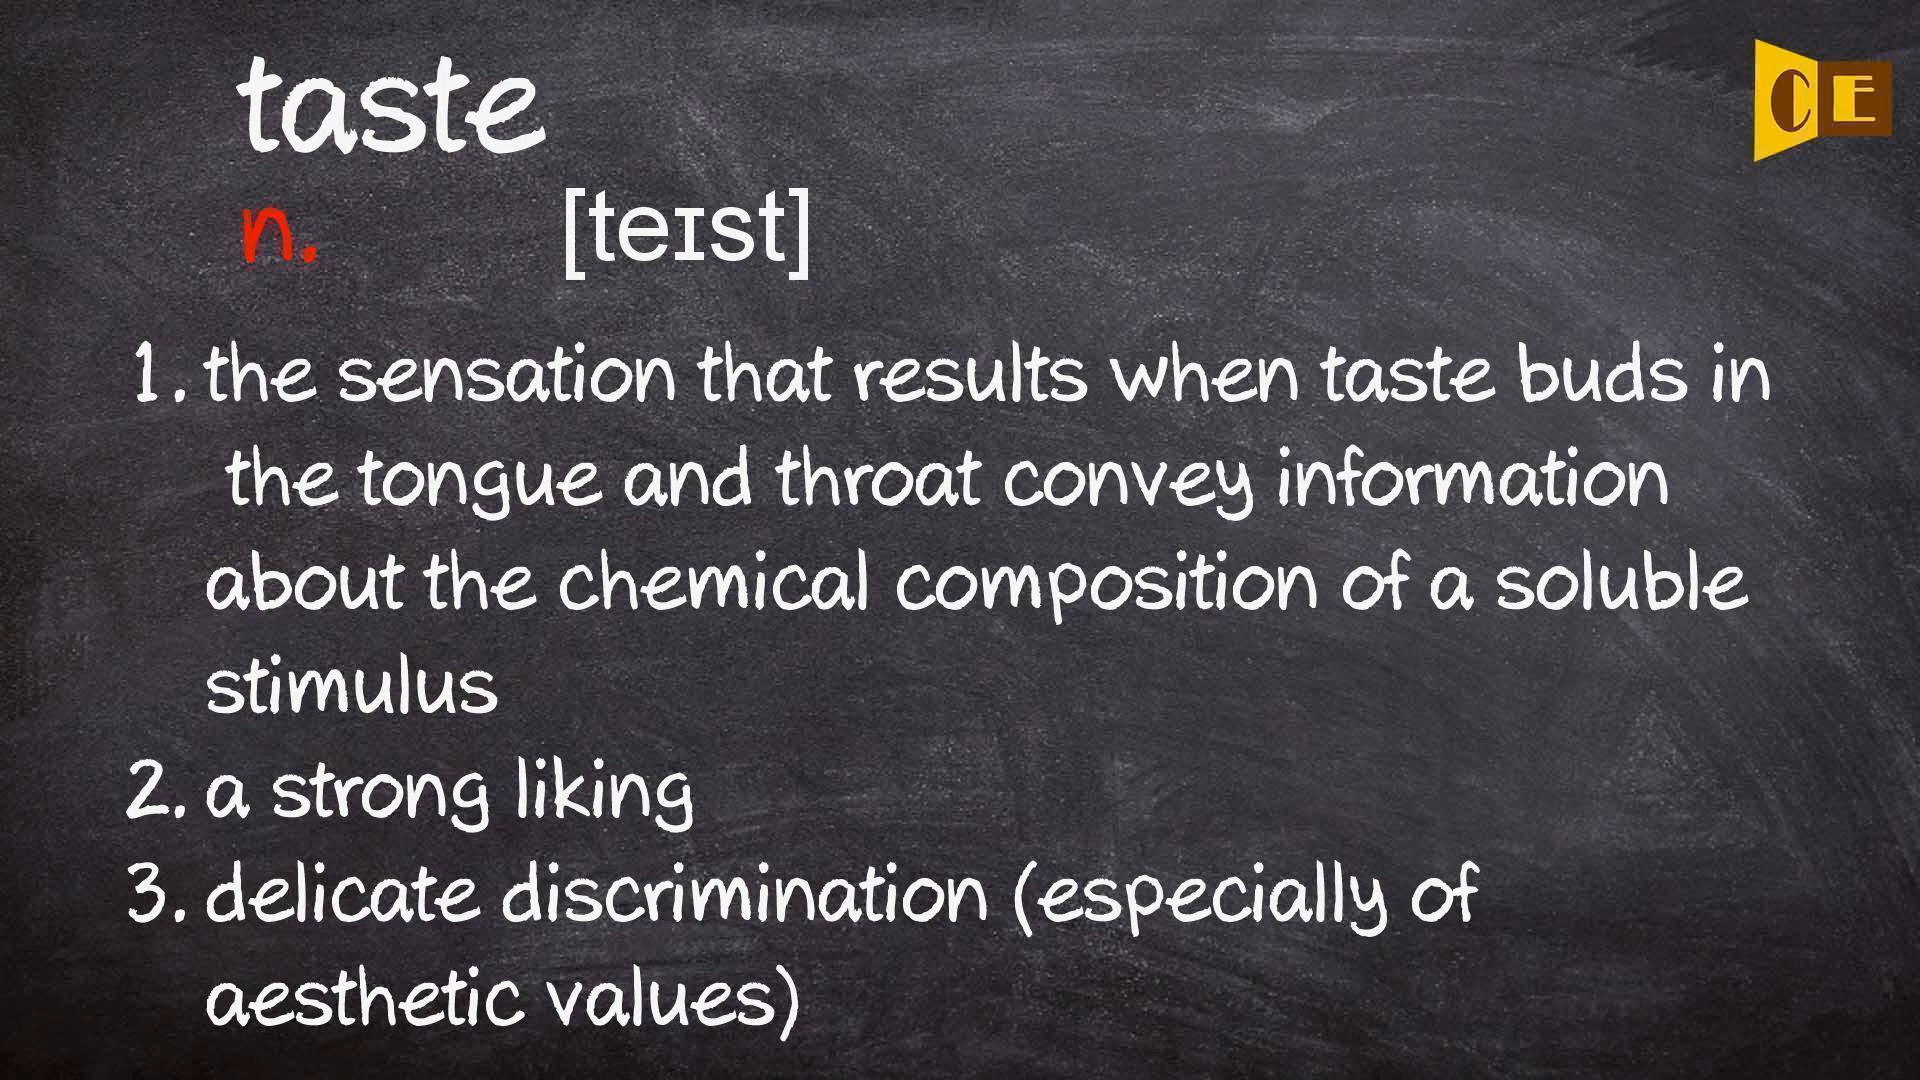 taste
CE
n. [teɪst]
1. the sensation that results when taste buds in
the tongue and throat convey information
about the chemical composition of a soluble
stimulus
2. a strong liking
3. delicate discrimination (especially of
aesthetic values)